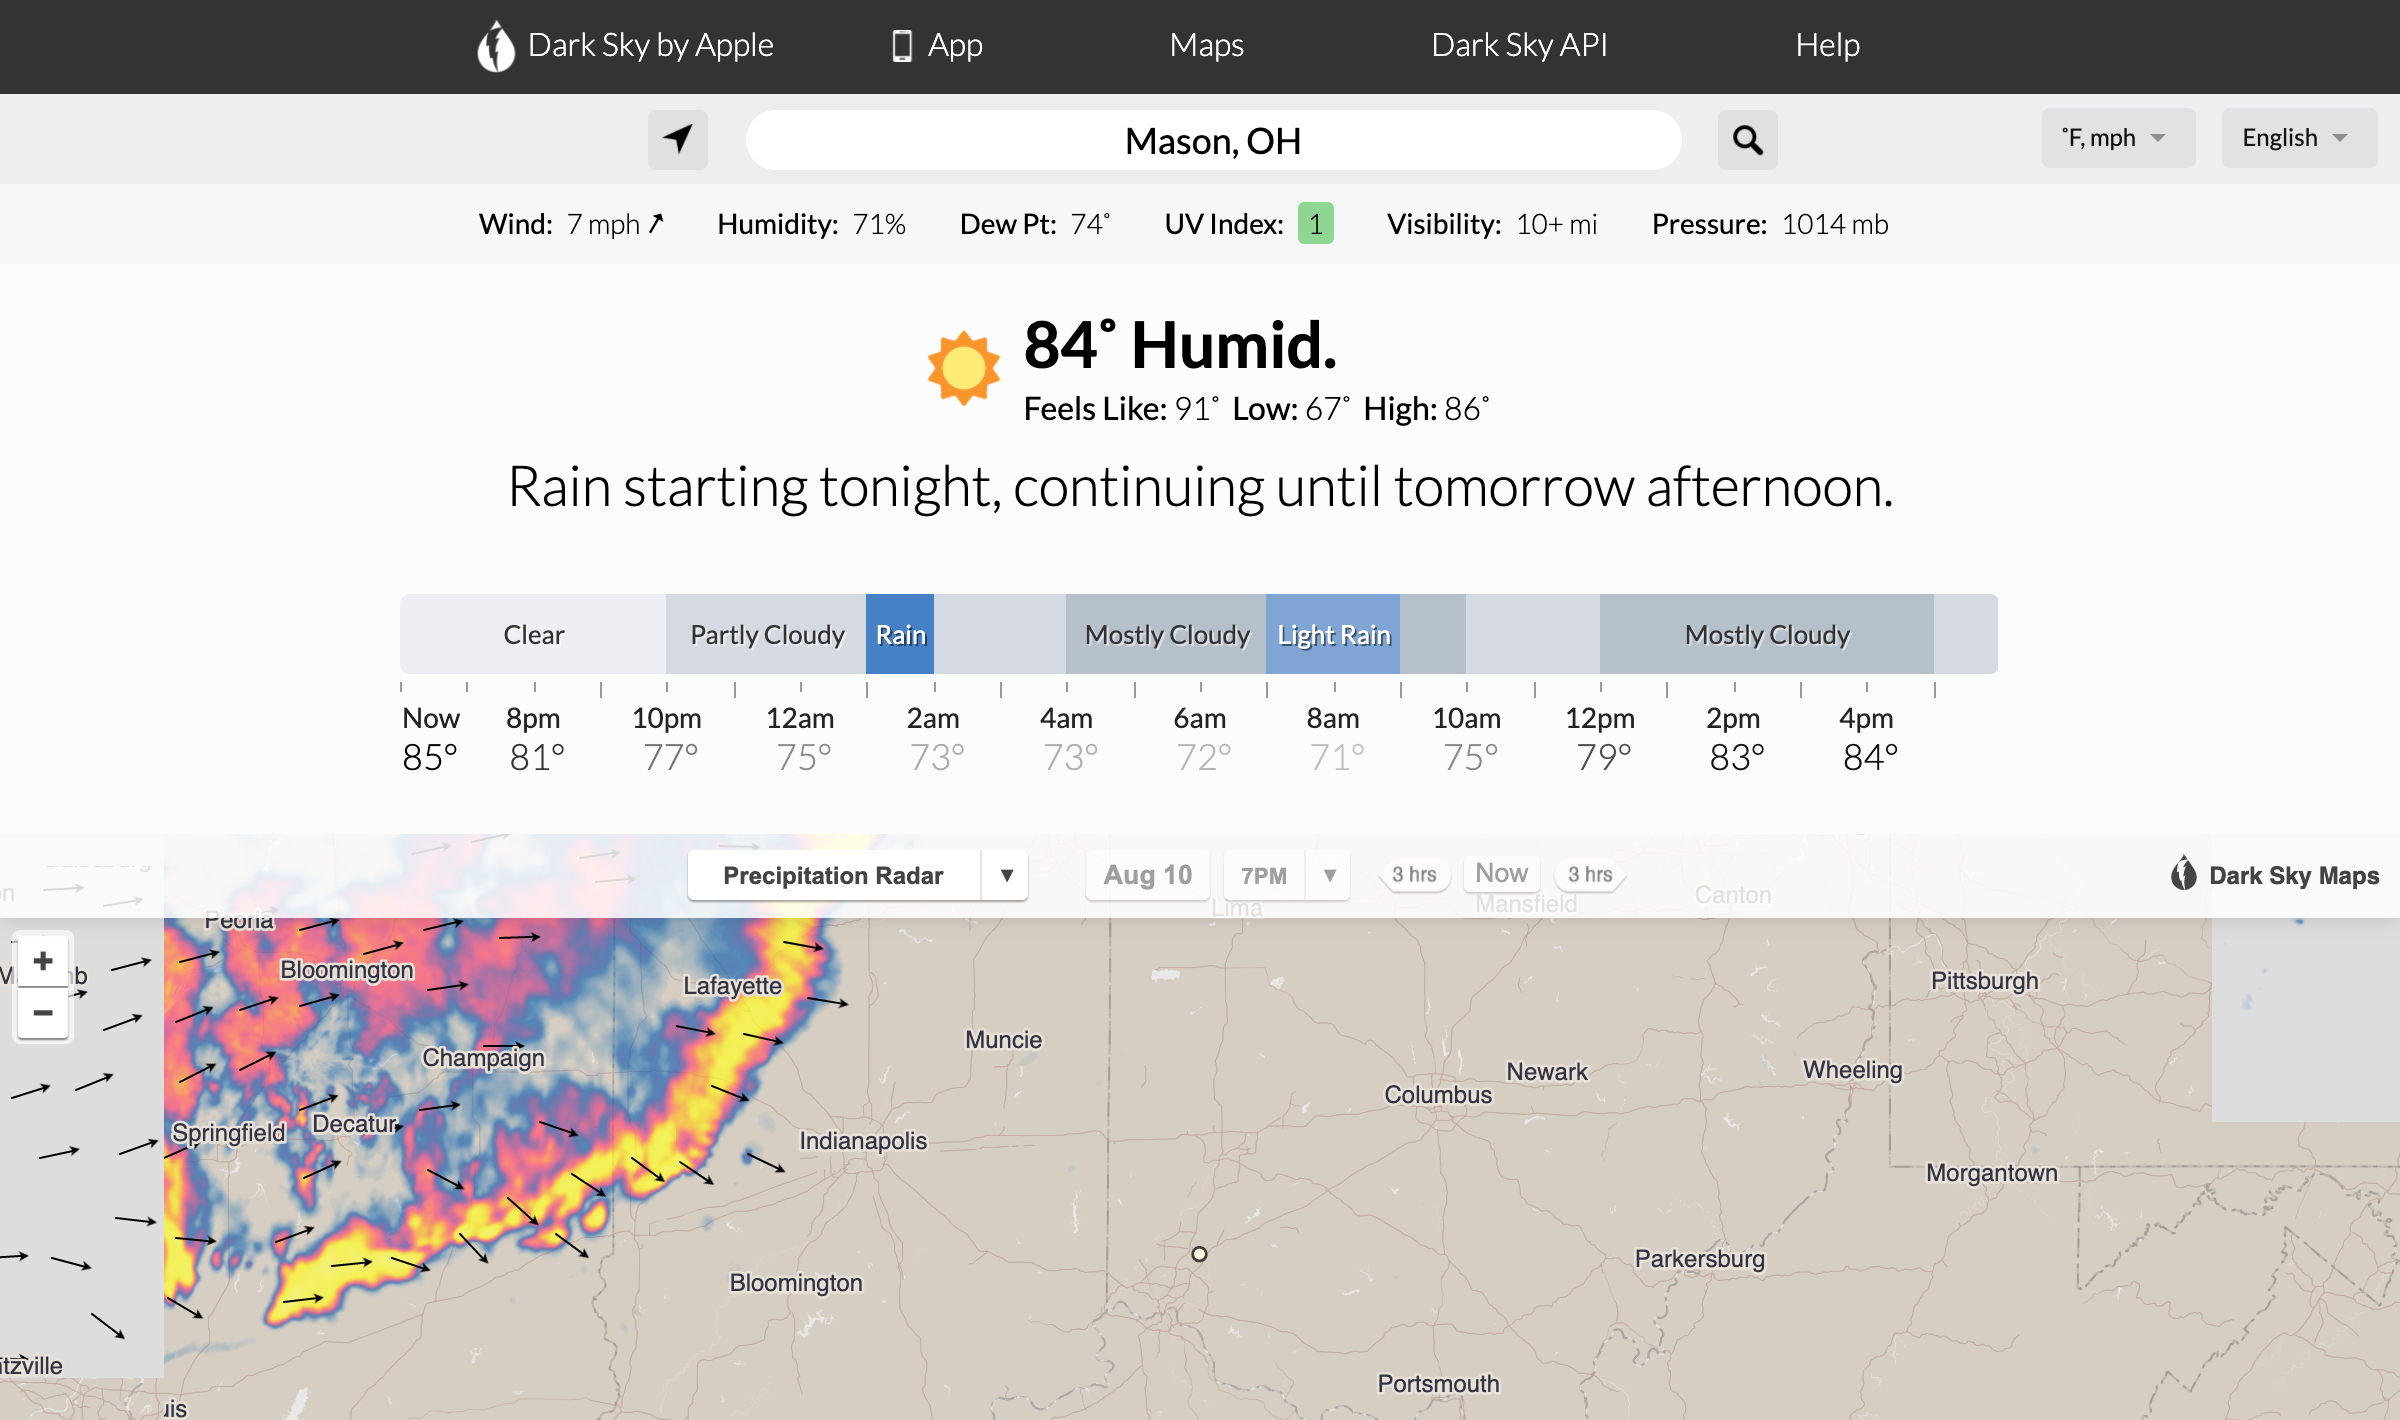 Dark Sky by Apple App Maps Dark Sky API Help
Mason, OH ˚F, mph English
Wind: 7 mph Humidity: 71% Dew Pt: 74˚ UV Index: 1 Visibility: 10+ mi Pressure: 1014 mb
84˚ Humid.
Feels Like: 91˚ Low: 67˚ High: 86˚
Rain starting tonight, continuing until tomorrow afternoon.
Clear Partly Cloudy Rain Mostly Cloudy Light Rain Mostly Cloudy
Now 8pm 10pm 12am 2am 4am 6am 8am 10am 12pm 2pm 4pm
85° 81° 77° 75° 73° 73° 72° 71° 75° 79° 83° 84°
Precipitation Radar ▼ Aug 10 7PM ▼ 3 hrs Now 3 hrs Dark Sky Maps
Lima Mansfield Canton
Peoria
+
Bloomington
Lafayette
Pittsburgh
−
Muncie
Champaign
Newark
Wheeling
Columbus
Decatur
Springfield
Indianapolis
Morgantown
Parkersburg
Bloomington
itzville
Portsmouth
uis